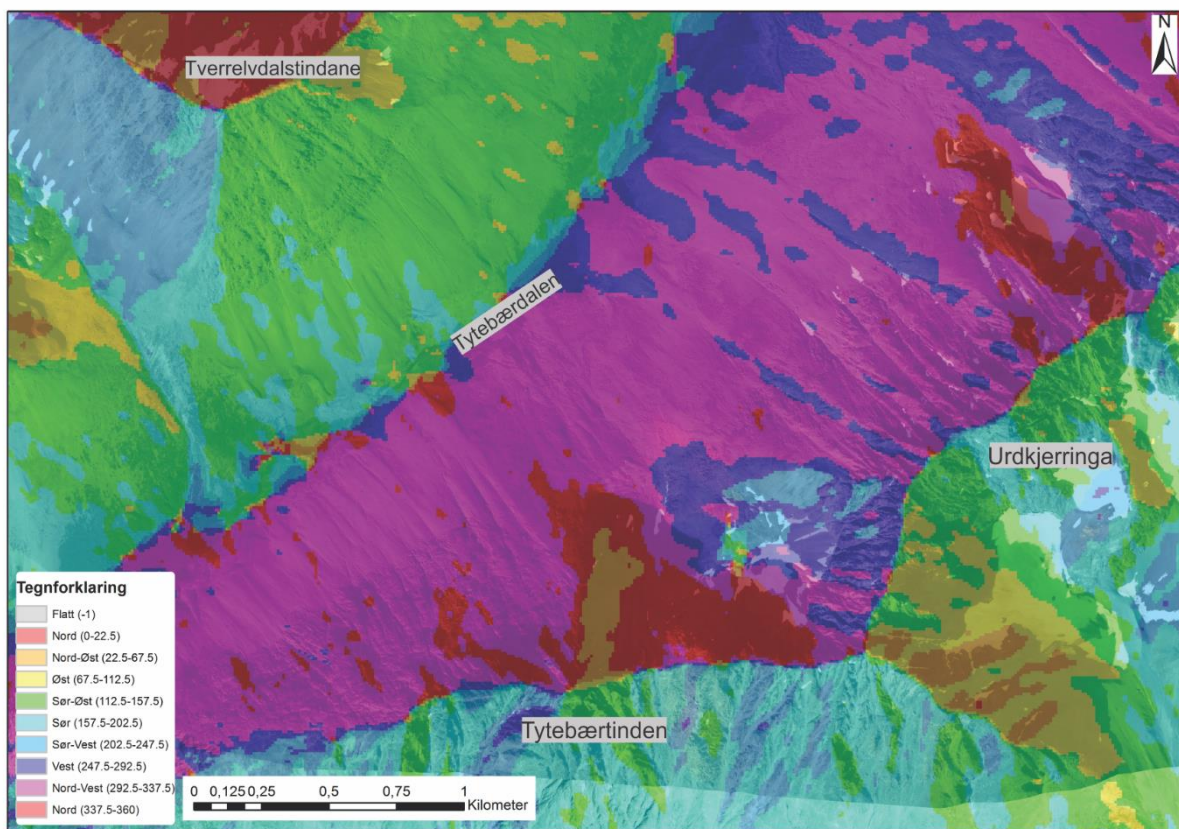 N
Tverrelvdalstindane
Tytebærdalen
Urdkjerringa
Tytebærtinden
Tegnforklaring
Flatt (-1)
Nord (0-22.5)
Nord-Øst (22.5-67.5)
Øst (67.5-112.5)
Sør-Øst (112.5-157.5)
Sør (157.5-202.5)
Sør-Vest (202.5-247.5)
Vest (247.5-292.5)
Nord-Vest (292.5-337.5)
Nord (337.5-360)
0 0,125 0,25 0,5 0,75 1
Kilometer